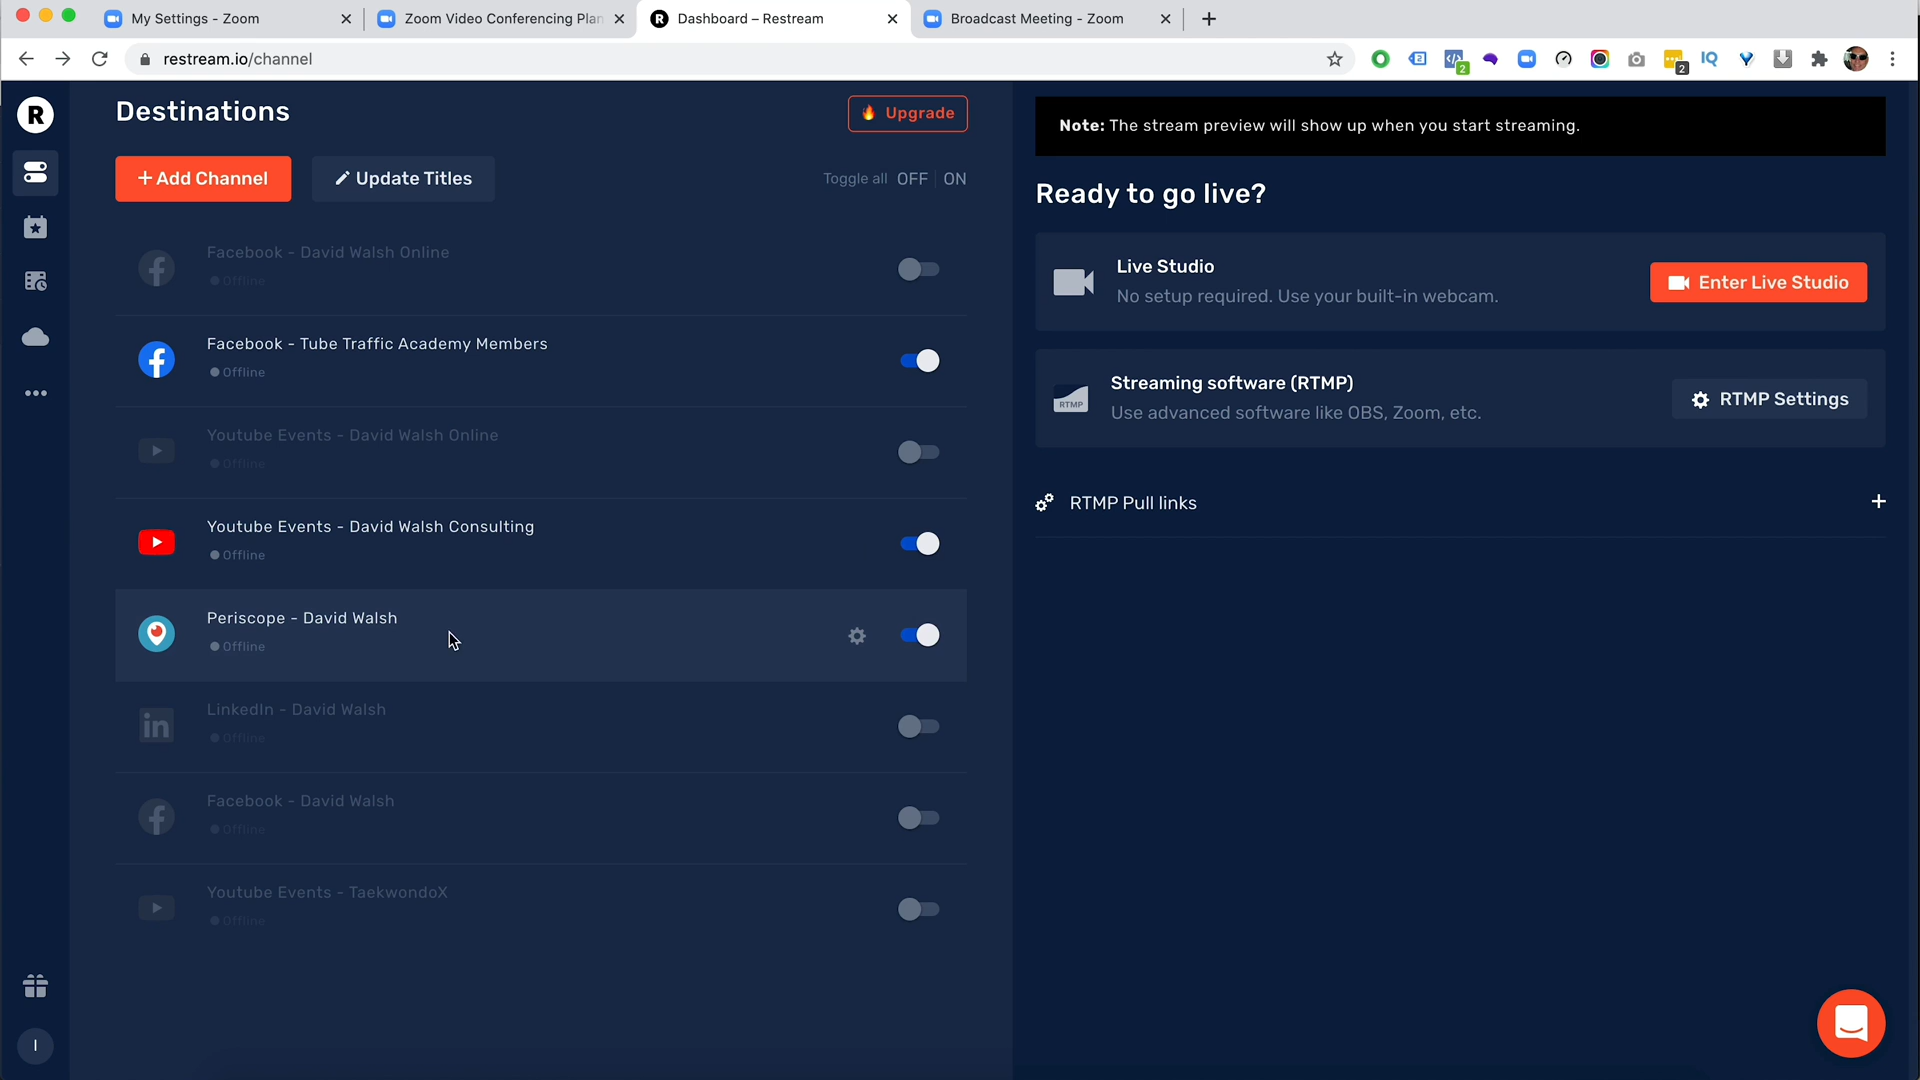 My Settings - Zoom
Zoom Video Conferencing Plan
Dashboard – Restream
Broadcast Meeting - Zoom
restream.io/channel
2
2
IQ
R
Destinations
Upgrade
+ Add Channel
Update Titles
Toggle all OFF | ON
Facebook - David Walsh Online
Offline
Facebook - Tube Traffic Academy Members
Offline
Youtube Events - David Walsh Online
Offline
Youtube Events - David Walsh Consulting
Offline
Periscope - David Walsh
Offline
LinkedIn - David Walsh
Offline
Facebook - David Walsh
Offline
Youtube Events - TaekwondoX
Offline
I
Note: The stream preview will show up when you start streaming.
Ready to go live?
Live Studio
No setup required. Use your built-in webcam.
Enter Live Studio
RTMP
Streaming software (RTMP)
Use advanced software like OBS, Zoom, etc.
RTMP Settings
RTMP Pull links